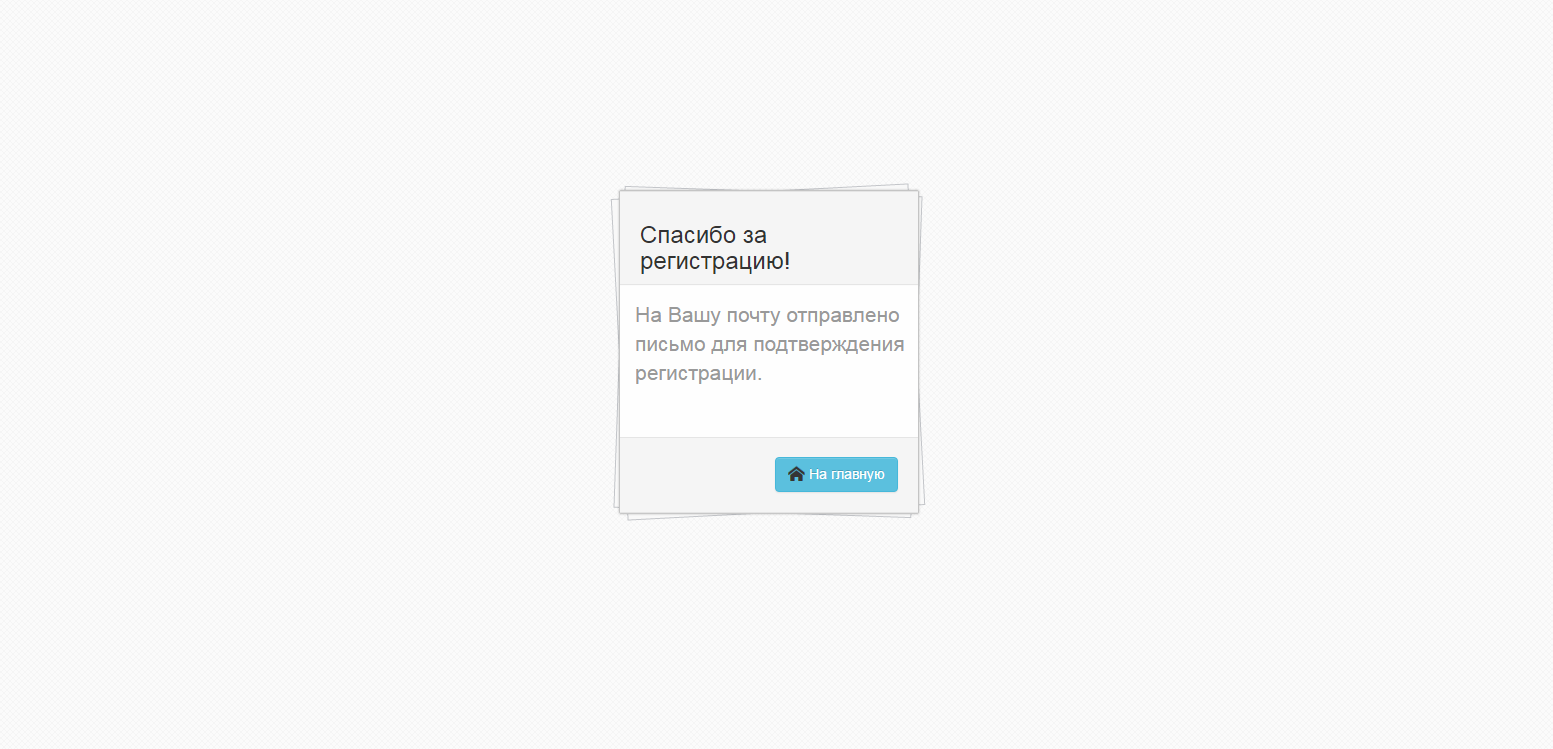 Спасибо за
регистрацию!
На Вашу почту отправлено
письмо для подтверждения
регистрации.
На главную